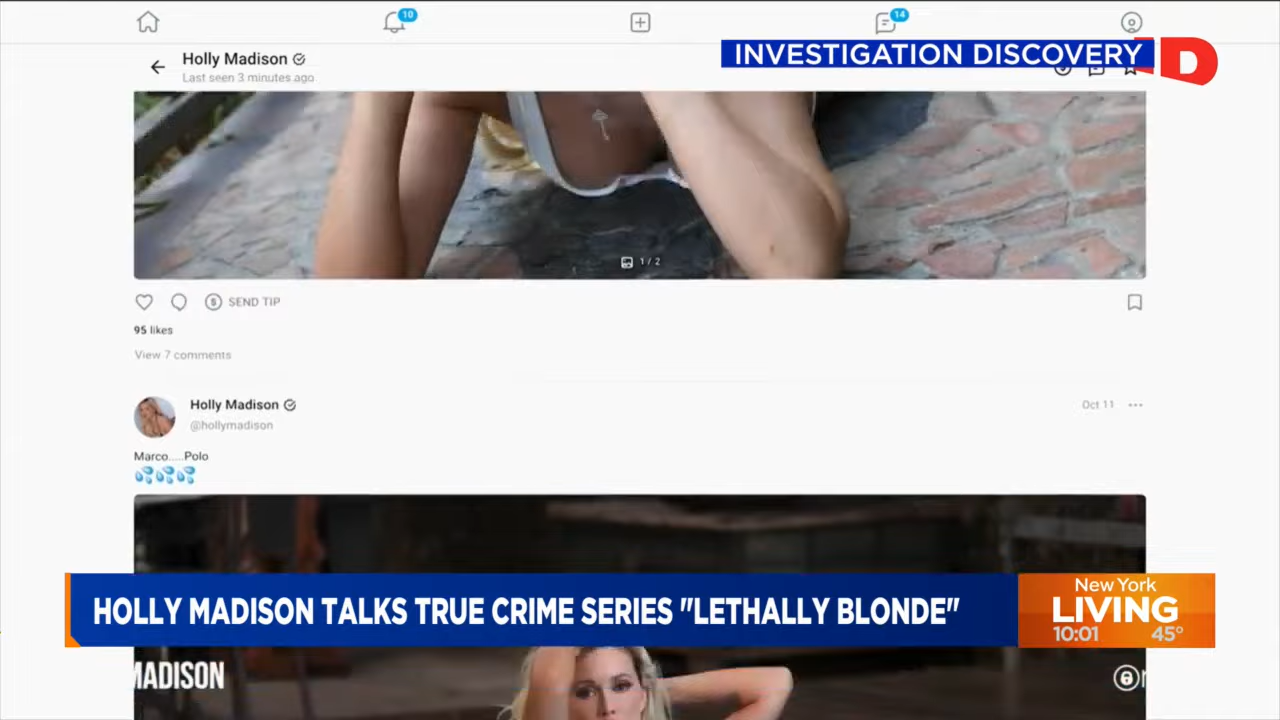 10
14
Holly Madison
Last seen 3 minutes ago
INVESTIGATION DISCOVERY
D
1 / 2
SEND TIP
95 likes
View 7 comments
Holly Madison
@hollymadison
Oct 11
Marco.....Polo
HOLLY MADISON TALKS TRUE CRIME SERIES "LETHALLY BLONDE"
New York
LIVING
10:01 45°
MADISON